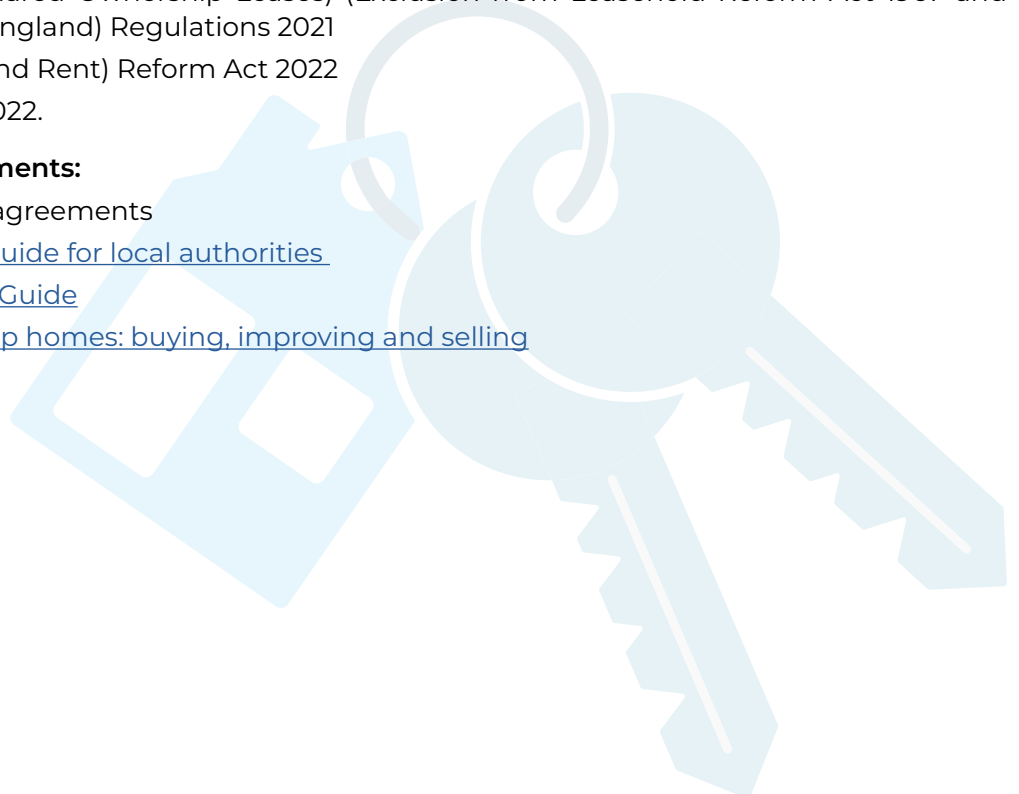 Ownership Leases) (Exclusion from Leasehold Reform Act 1967 and
ngland) Regulations 2021
nd Rent) Reform Act 2022
022.
ments:
agreements
uide for local authorities
Guide
p homes: buying, improving and selling